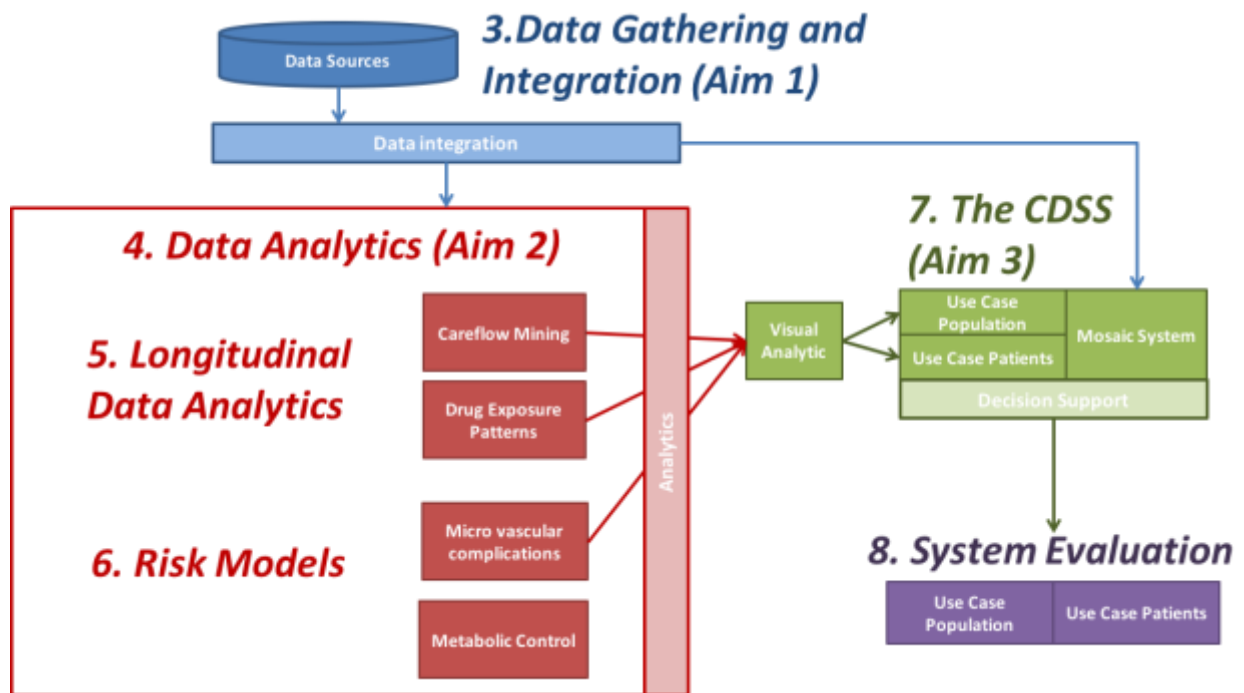 3.Data Gathering and
Integration (Aim 1)
Data Sources
Data integration
4. Data Analytics (Aim 2)
5. Longitudinal
Data Analytics
Careflow Mining
Drug Exposure
Patterns
6. Risk Models
Micro vascular
complications
Metabolic Control
Analytics
Visual
Analytic
7. The CDSS
(Aim 3)
Use Case
Population
Use Case Patients
Mosaic System
Decision Support
8. System Evaluation
Use Case
Population
Use Case Patients